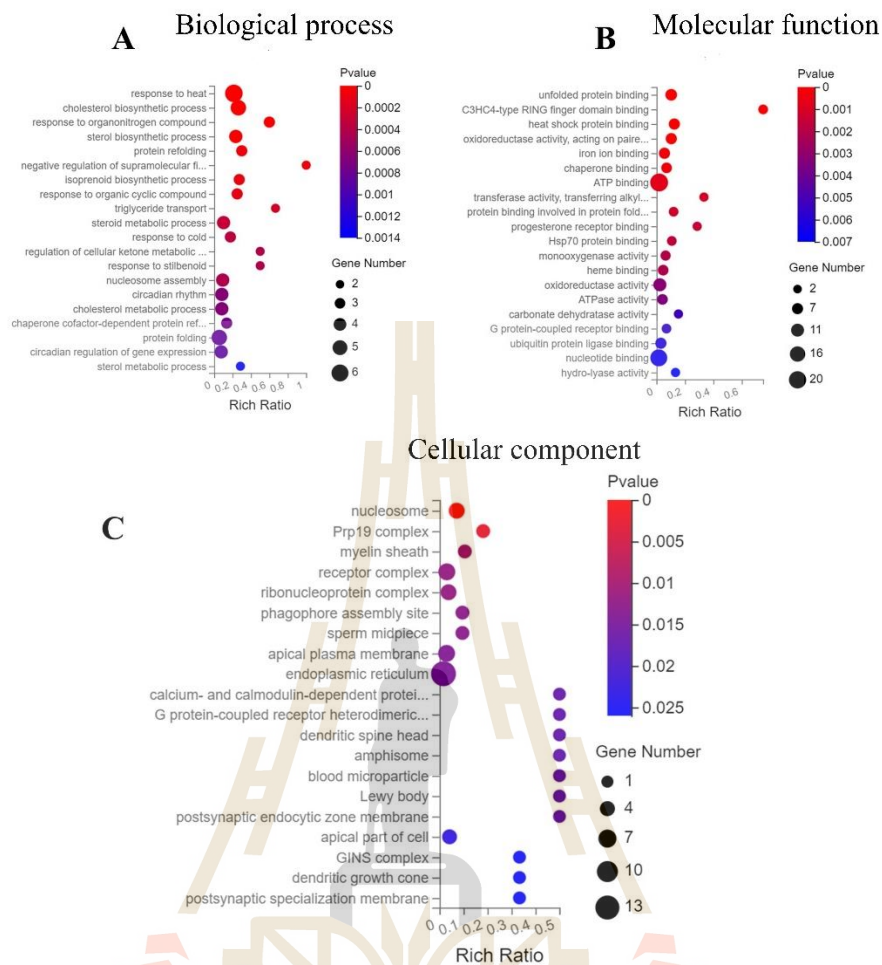 A
Biological process
response to heat
cholesterol biosynthetic process
response to organonitrogen compound
sterol biosynthetic process
protein refolding
negative regulation of supramolecular fi...
isoprenoid biosynthetic process
response to organic cyclic compound
triglyceride transport
steroid metabolic process
response to cold
regulation of cellular ketone metabolic ...
response to stilbenoid
nucleosome assembly
circadian rhythm
cholesterol metabolic process
chaperone cofactor-dependent protein ref...
protein folding
circadian regulation of gene expression
sterol metabolic process
0 0.2 0.4 0.6 0.8 1
Rich Ratio
Pvalue
0
0.0002
0.0004
0.0006
0.0008
0.001
0.0012
0.0014
Gene Number
2
3
4
5
6
B
Molecular function
unfolded protein binding
C3HC4-type RING finger domain binding
heat shock protein binding
oxidoreductase activity, acting on paire...
iron ion binding
chaperone binding
ATP binding
transferase activity, transferring alkyl...
protein binding involved in protein fold...
progesterone receptor binding
Hsp70 protein binding
monooxygenase activity
heme binding
oxidoreductase activity
ATPase activity
carbonate dehydratase activity
G protein-coupled receptor binding
ubiquitin protein ligase binding
nucleotide binding
hydro-lyase activity
0 0.2 0.4 0.6
Rich Ratio
Pvalue
0
0.001
0.002
0.003
0.004
0.005
0.006
0.007
Gene Number
2
7
11
16
20
C
Cellular component
nucleosome
Prp19 complex
myelin sheath
receptor complex
ribonucleoprotein complex
phagophore assembly site
sperm midpiece
apical plasma membrane
endoplasmic reticulum
calcium- and calmodulin-dependent protei...
G protein-coupled receptor heterodimeric...
dendritic spine head
amphisome
blood microparticle
Lewy body
postsynaptic endocytic zone membrane
apical part of cell
GINS complex
dendritic growth cone
postsynaptic specialization membrane
0 0.1 0.2 0.3 0.4 0.5
Rich Ratio
Pvalue
0
0.005
0.01
0.015
0.02
0.025
Gene Number
1
4
7
10
13